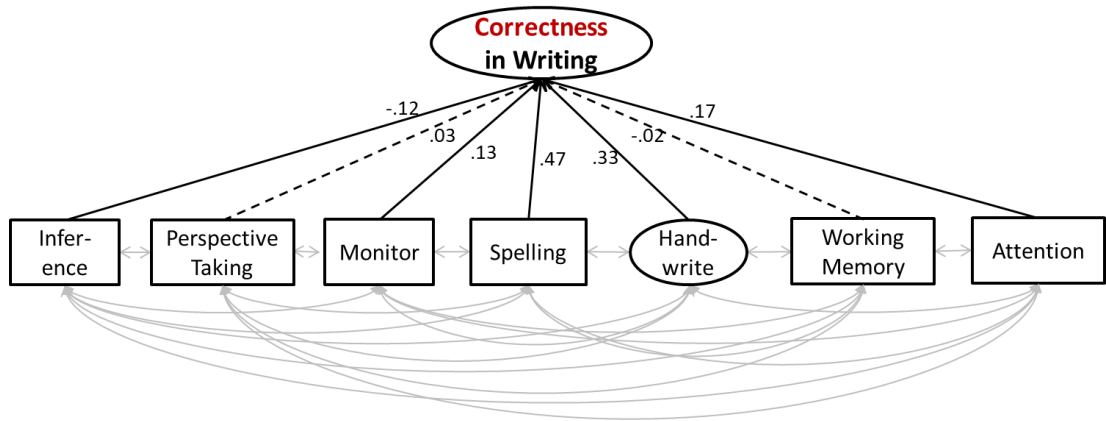 Correctness
in Writing
-.12
.03
.13
.47
.33
-.02
.17
Infer-
ence
Perspective
Taking
Monitor
Spelling
Hand-
write
Working
Memory
Attention